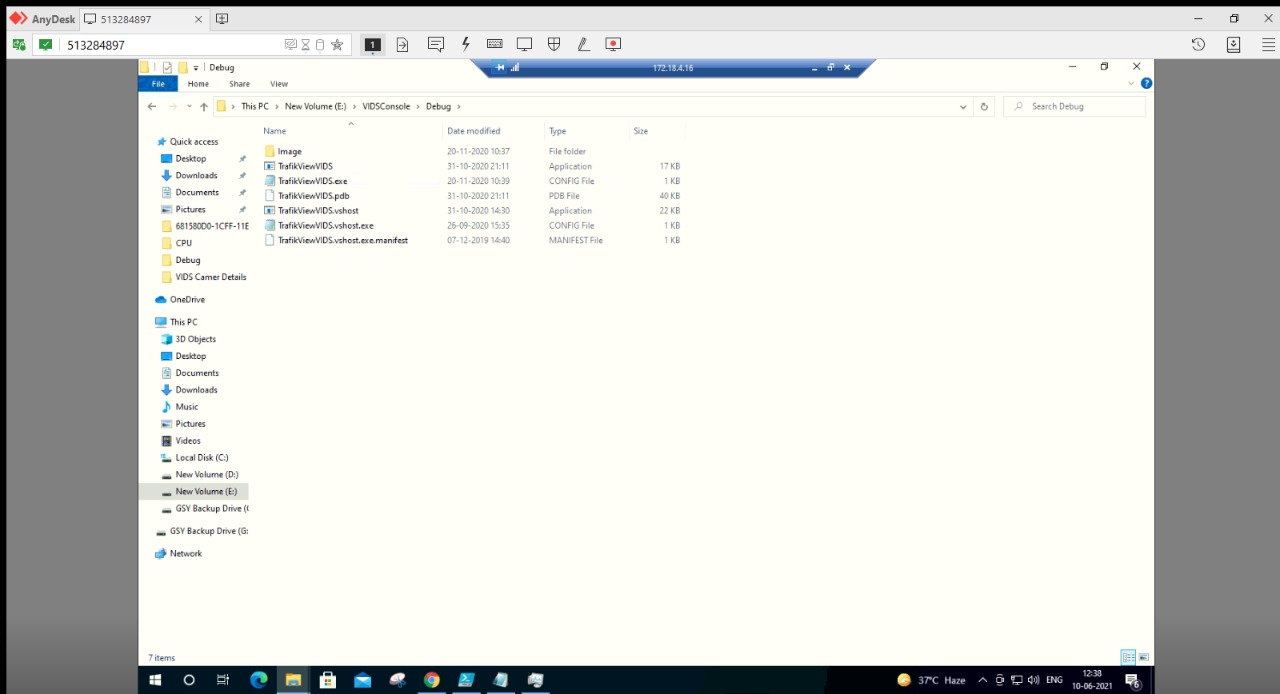 AnyDesk 513284897
513284897 1
Debug 172.18.4.16
File Home Share View
This PC > New Volume (E:) > VIDSConsole > Debug > Search Debug
Name Date modified Type Size
Quick access
Desktop
Downloads
Documents
Pictures
681580D0-1CFF-11E
CPU
Debug
VIDS Camer Details
OneDrive
This PC
3D Objects
Desktop
Documents
Downloads
Music
Pictures
Videos
Local Disk (C:)
New Volume (D:)
New Volume (E:)
GSY Backup Drive (
GSY Backup Drive (G:
Network
Image 20-11-2020 10:37 File folder
TrafikViewVIDS 31-10-2020 21:11 Application 17 KB
TrafikViewVIDS.exe 20-11-2020 10:39 CONFIG File 1 KB
TrafikViewVIDS.pdb 31-10-2020 21:11 PDB File 40 KB
TrafikViewVIDS.vshost 31-10-2020 14:30 Application 22 KB
TrafikViewVIDS.vshost.exe 26-09-2020 15:35 CONFIG File 1 KB
TrafikViewVIDS.vshost.exe.manifest 07-12-2019 14:40 MANIFEST File 1 KB
7 items
37°C Haze ENG 12:38
10-06-2021 6